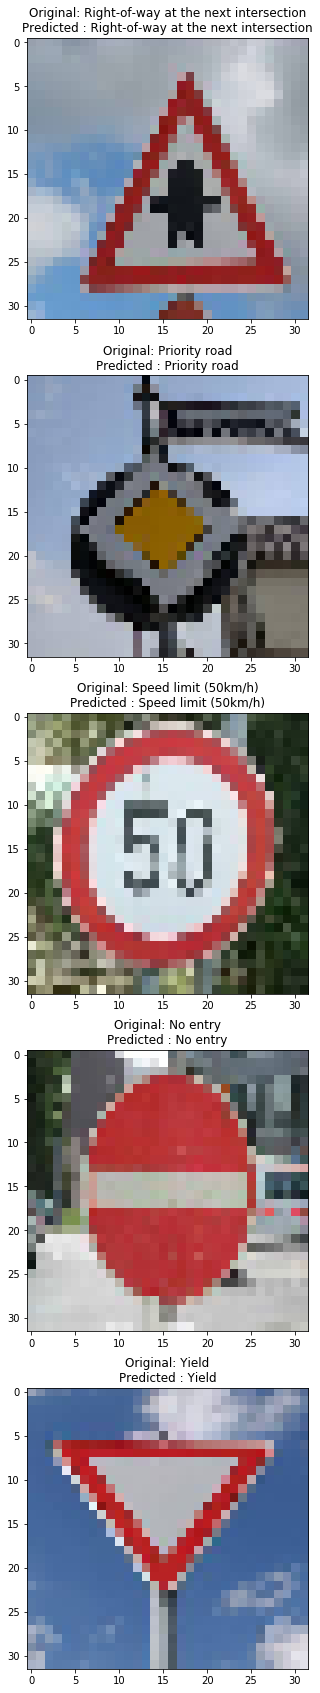 Original: Right-of-way at the next intersection
Predicted : Right-of-way at the next intersection
0
5
10
15
20
25
30
0 5 10 15 20 25 30
Original: Priority road
Predicted : Priority road
0
5
10
15
20
25
30
0 5 10 15 20 25 30
Original: Speed limit (50km/h)
Predicted : Speed limit (50km/h)
0
5
10
50
15
20
25
30
0 5 10 15 20 25 30
Original: No entry
Predicted : No entry
0
5
10
15
20
25
30
0 5 10 15 20 25 30
Original: Yield
Predicted : Yield
0
5
10
15
20
25
30
0 5 10 15 20 25 30